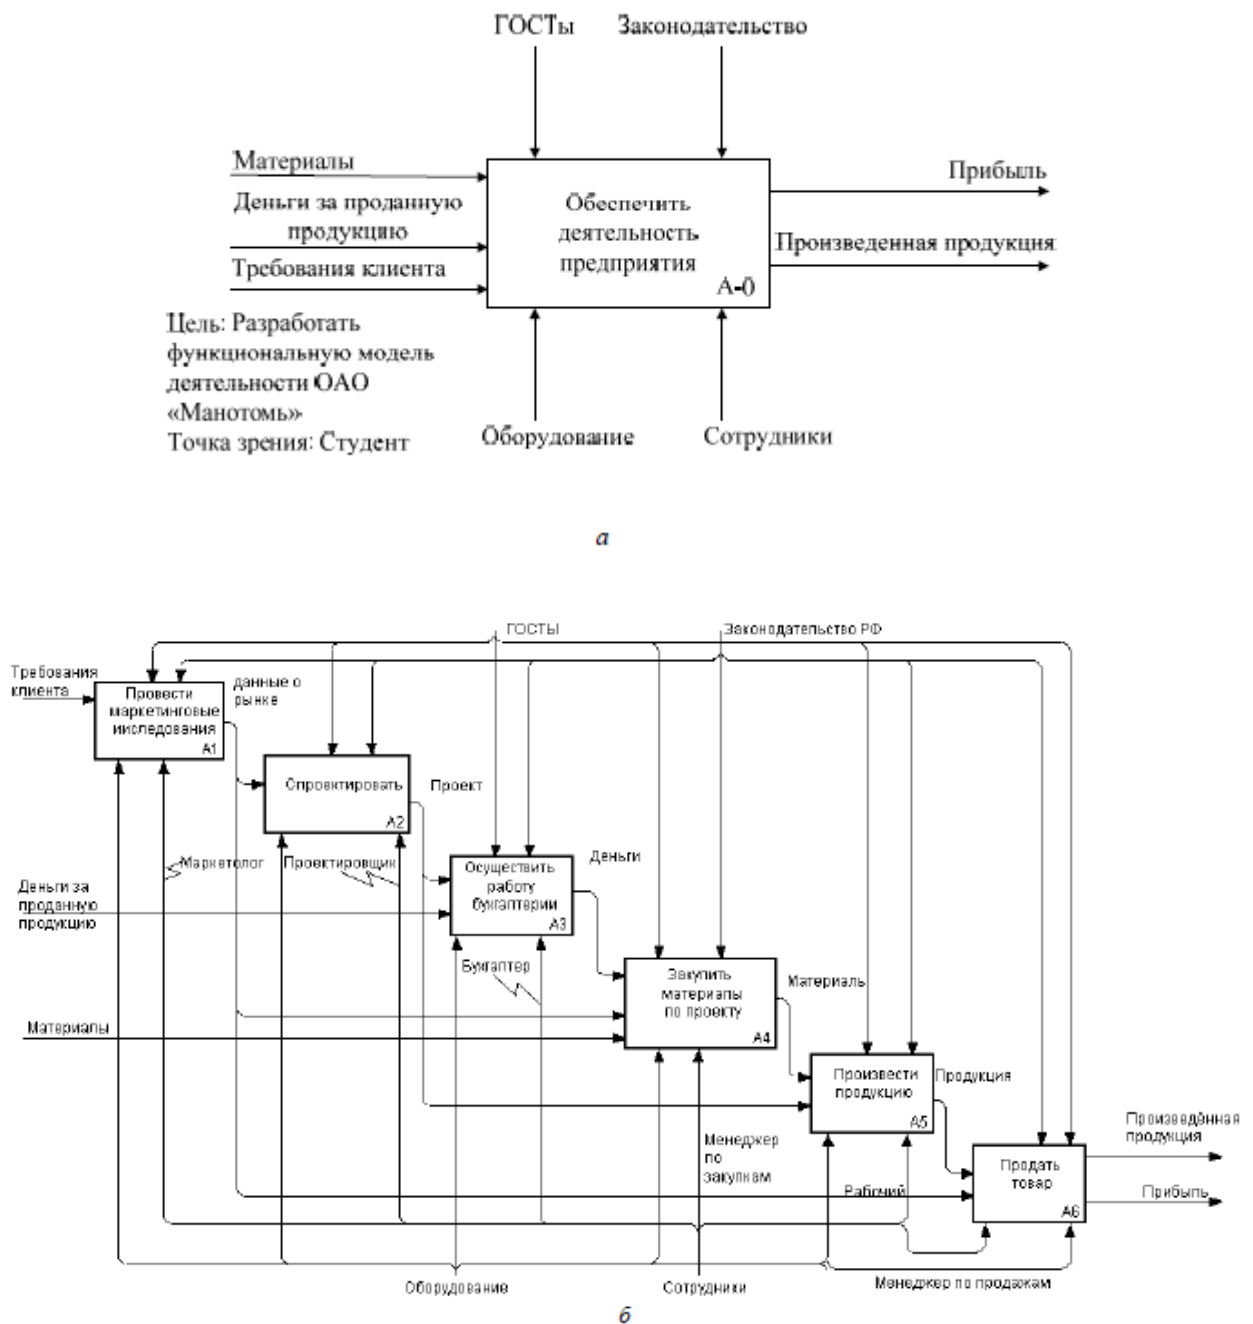 ГОСТы Законодательство
Материалы
Деньги за проданную
продукцию
Требования клиента
Обеспечить
деятельность
предприятия
А-0
Прибыль
Произведенная продукция
Цель: Разработать
функциональную модель
деятельности ОАО
«Манотомь»
Точка зрения: Студент
Оборудование
Сотрудники
а
ГОСТЫ
Законодательство РФ
Требования
клиента
Провести
маркетинговые
ииследования
А1
данные о
рынке
Спроектировать
А2
Проект
Маркетолог
Проектировщик
Осуществить
работу
бухгалтерии
А3
Деньги
Деньги за
проданную
продукцию
Бухгалтер
Закупить
материалы
по проекту
А4
Материалы
Материаль
Произвести
продукцию
А5
Продукция
Менеджер
по
закупкам
Рабочий
Продать
товар
А6
Произведённая
продукция
Прибыль
Оборудование
Сотрудники
Менеджер по продажам
б